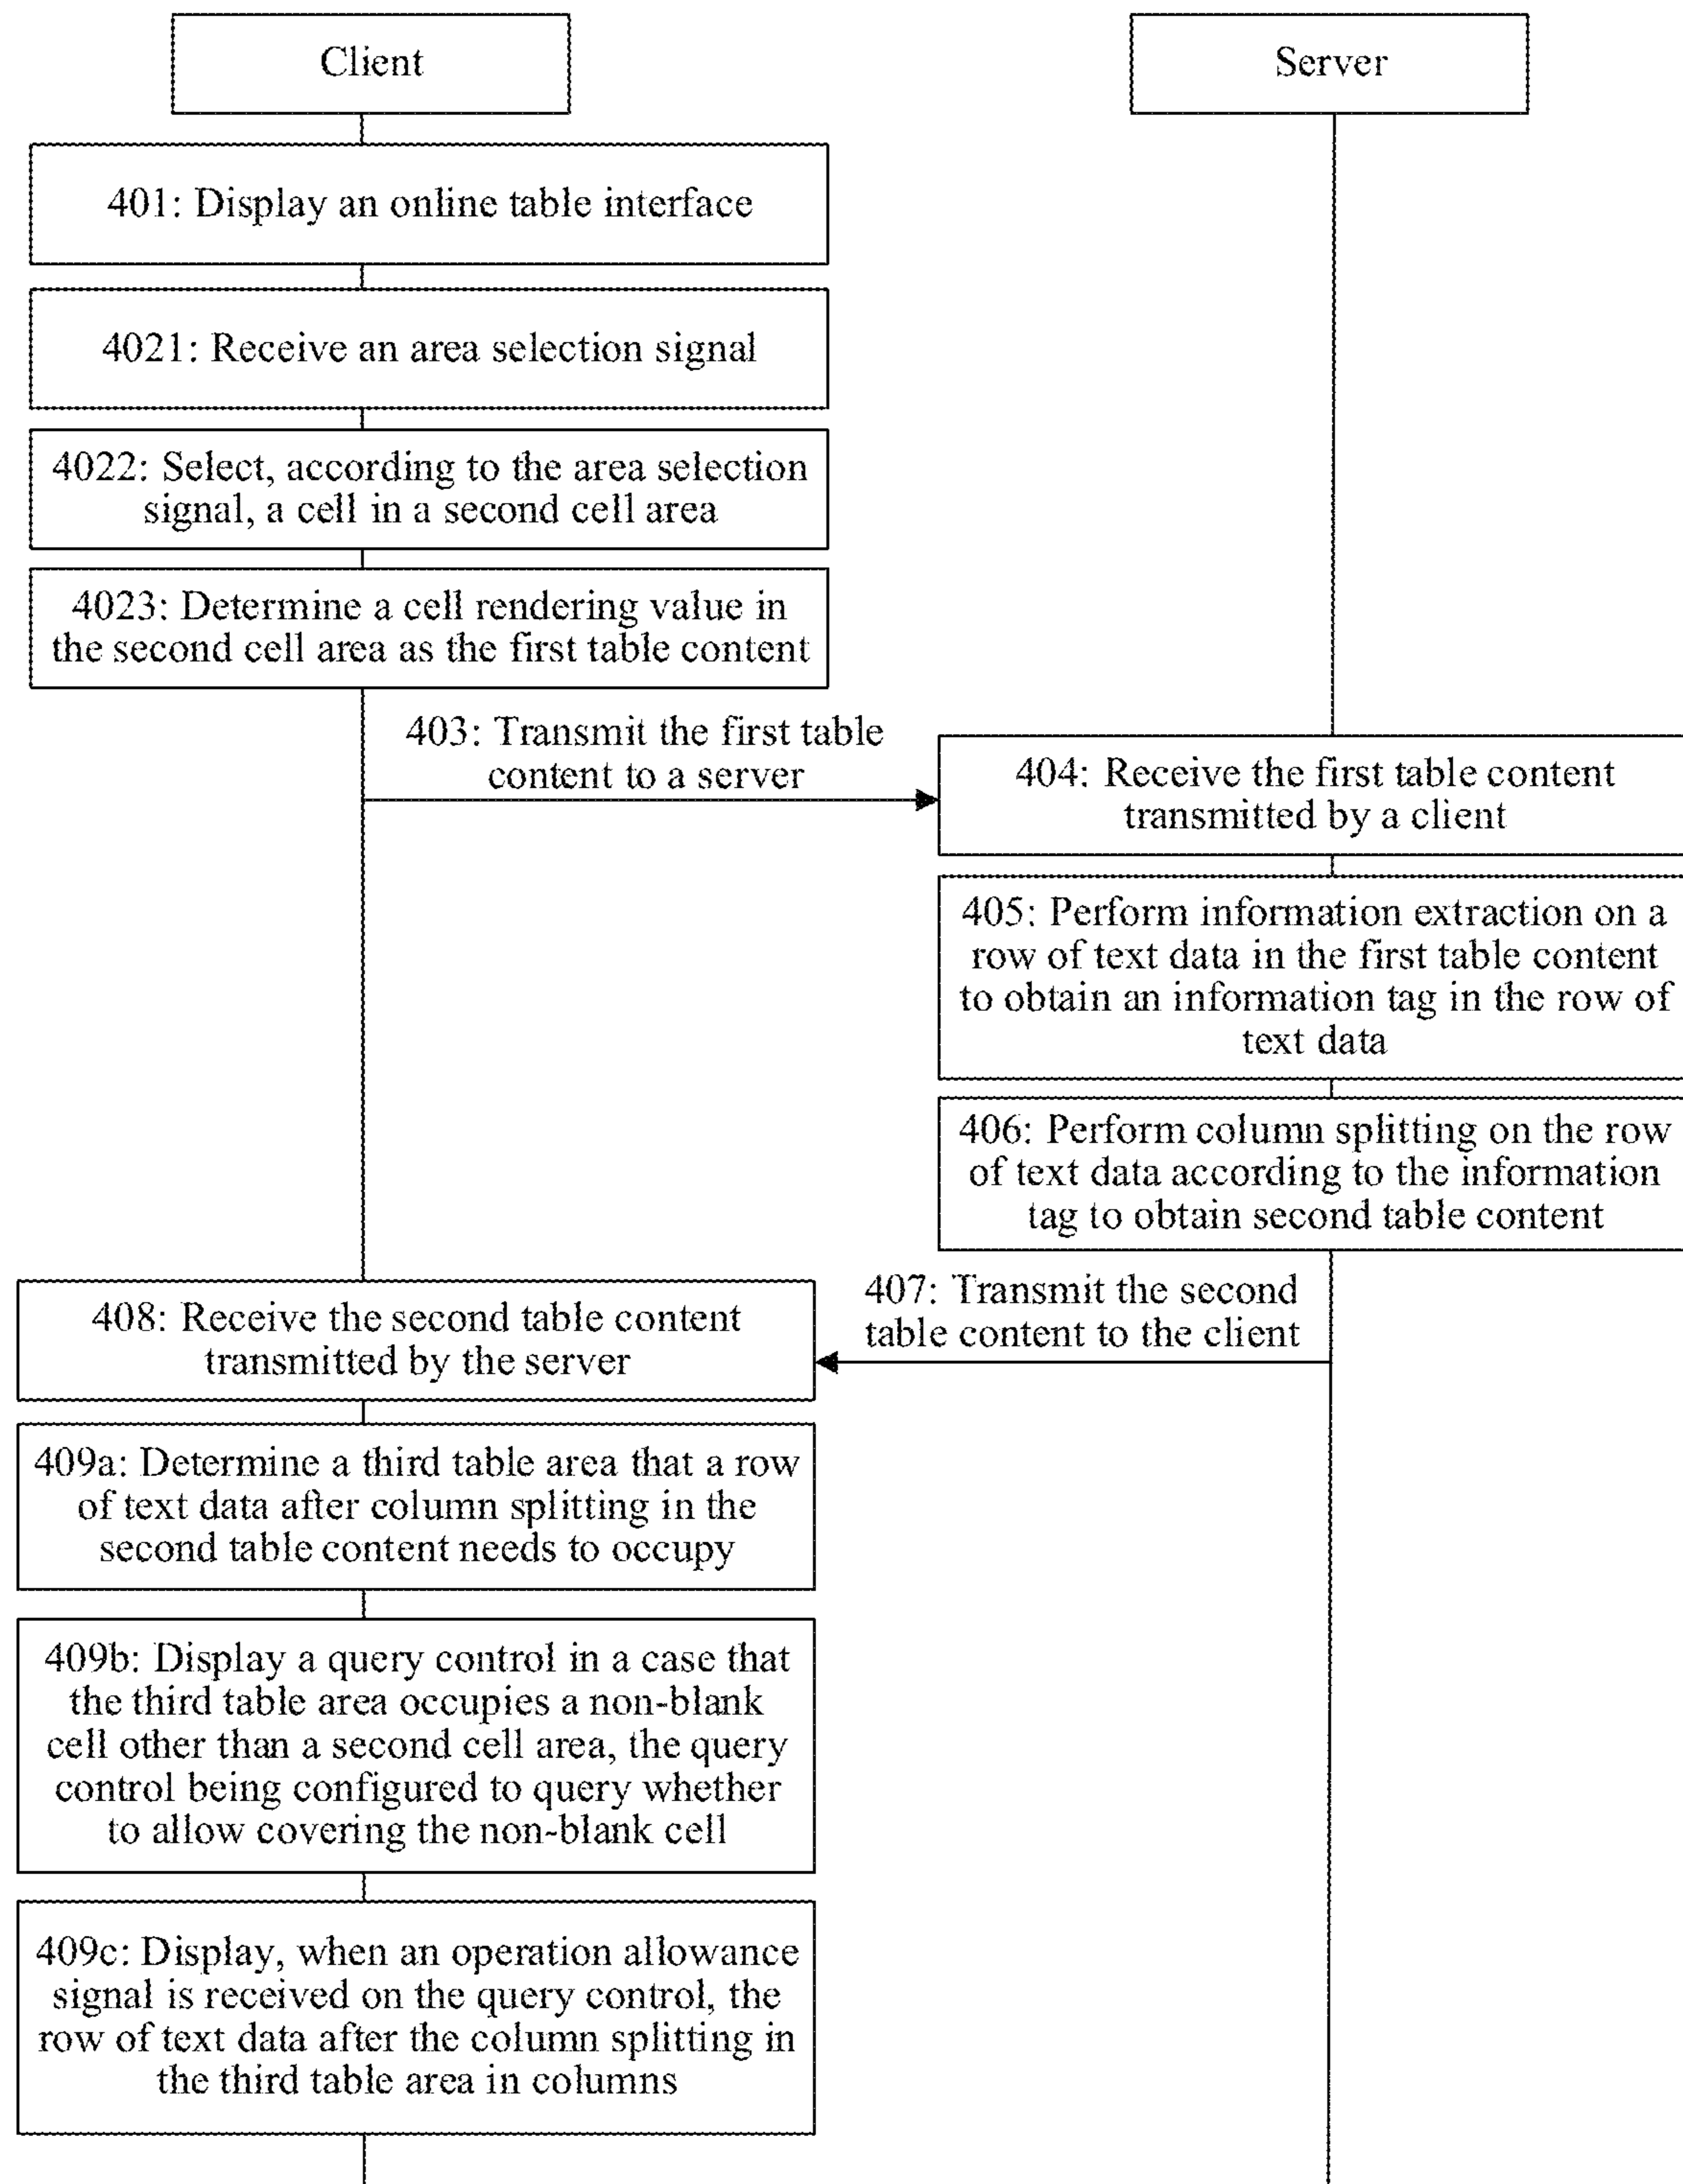 Client
Server
401: Display an online table interface
4021: Receive an area selection signal
4022: Select, according to the area selection
signal, a cell in a second cell area
4023: Determine a cell rendering value in
the second cell area as the first table content
403: Transmit the first table
content to a server
404: Receive the first table content
transmitted by a client
405: Perform information extraction on a
row of text data in the first table content
to obtain an information tag in the row of
text data
406: Perform column splitting on the row
of text data according to the information
tag to obtain second table content
407: Transmit the second
table content to the client
408: Receive the second table content
transmitted by the server
409a: Determine a third table area that a row
of text data after column splitting in the
second table content needs to occupy
409b: Display a query control in a case that
the third table area occupies a non-blank
cell other than a second cell area, the query
control being configured to query whether
to allow covering the non-blank cell
409c: Display, when an operation allowance
signal is received on the query control, the
row of text data after the column splitting in
the third table area in columns